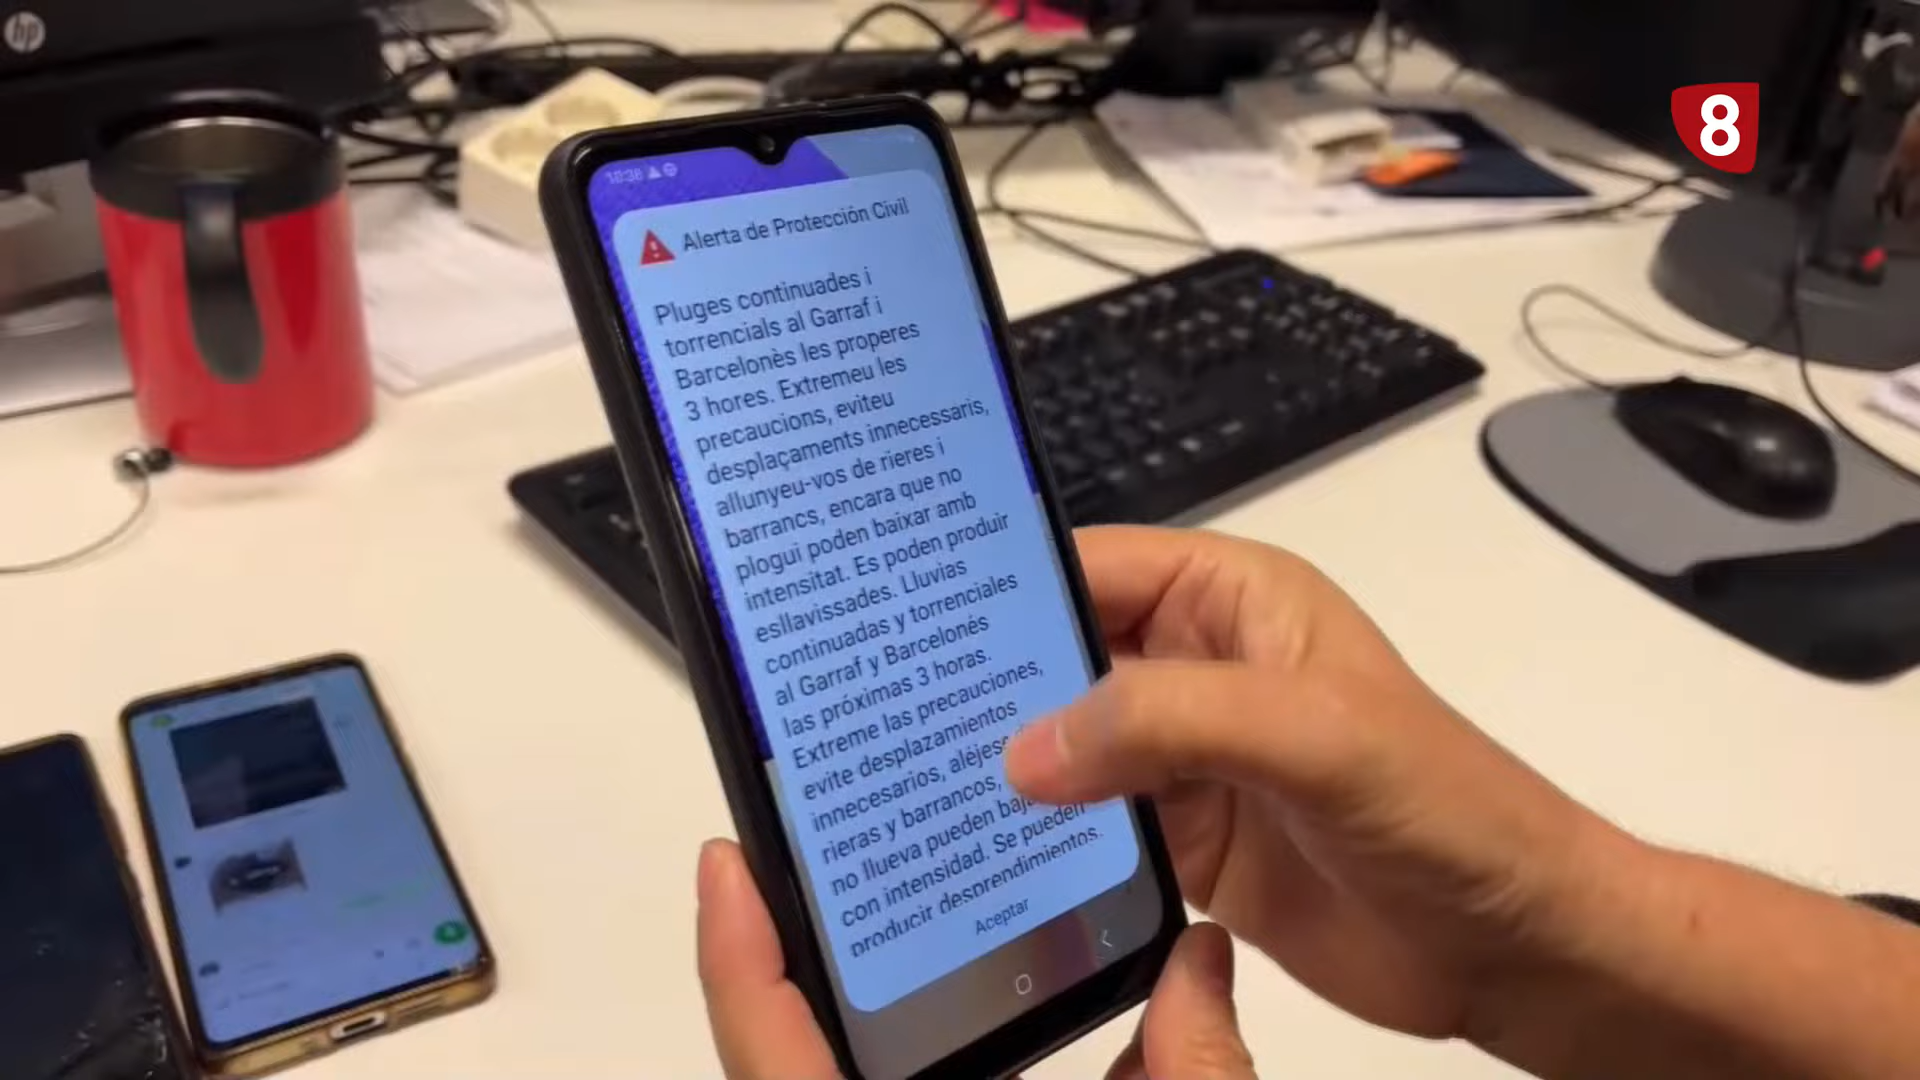 hp
8
10:36
Alerta de Protección Civil
Pluges continuades i
torrencials al Garraf i
Barcelonès les properes
3 hores. Extremeu les
precaucions, eviteu
desplaçaments innecessaris,
allunyeu-vos de rieres i
barrancs, encara que no
plogui poden baixar amb
intensitat. Es poden produir
esllavissades. Lluvias
continuadas y torrenciales
al Garraf y Barcelonés
las próximas 3 horas.
Extreme las precauciones,
evite desplazamientos
innecesarios, aléjese
rieras y barrancos,
no llueva pueden
con intensidad. Se pueden
producir desprendimientos.
Aceptar